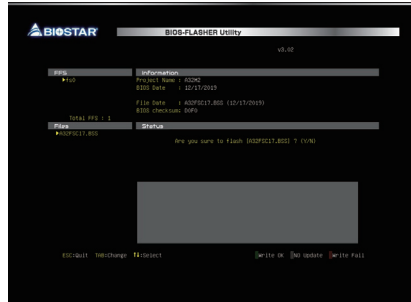 BIOSTAR
BIOS-FLASHER Utility
v3.02
FFS
fs0
Information
Project Name : A32M2
BIOS Date : 12/17/2019
File Date : A32FSC17.BSS (12/17/2019)
BIOS checksum: D0F0
Total FFS : 1
Files
A32FSC17.BSS
Status
Are you sure to flash [A32FSC17.BSS] ? (Y/N)
ESC:Quit TAB:Change ↑↓:Select
Write OK NO Update Write Fail